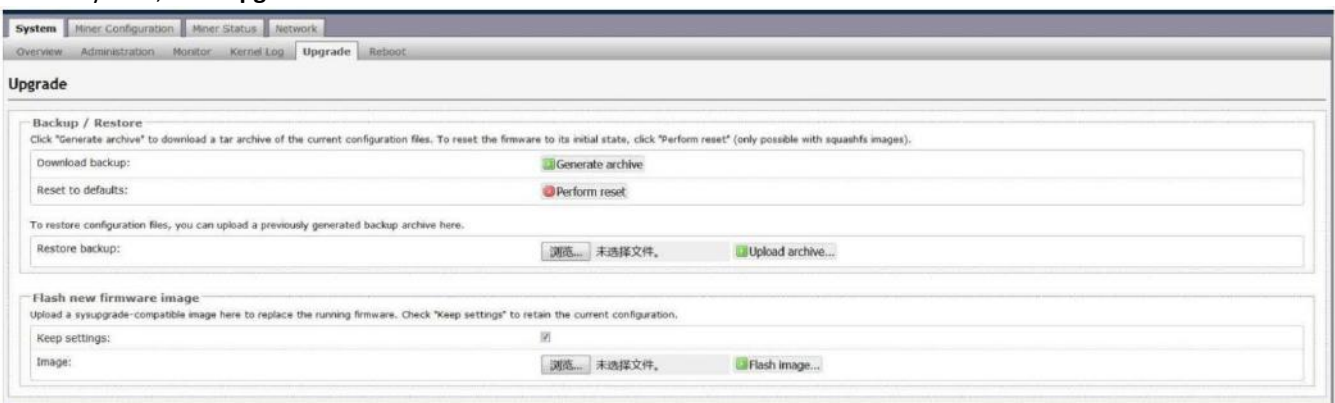 System Miner Configuration Miner Status Network
Overview Administration Monitor Kernel Log Upgrade Reboot
Upgrade
Backup / Restore
Click "Generate archive" to download a tar archive of the current configuration files. To reset the firmware to its initial state, click "Perform reset" (only possible with squashfs images).
Download backup: Generate archive
Reset to defaults: Perform reset
To restore configuration files, you can upload a previously generated backup archive here.
Restore backup: 浏览... 未选择文件。 Upload archive...
Flash new firmware image
Upload a sysupgrade-compatible image here to replace the running firmware. Check "Keep settings" to retain the current configuration.
Keep settings:
Image: 浏览... 未选择文件。 Flash image...